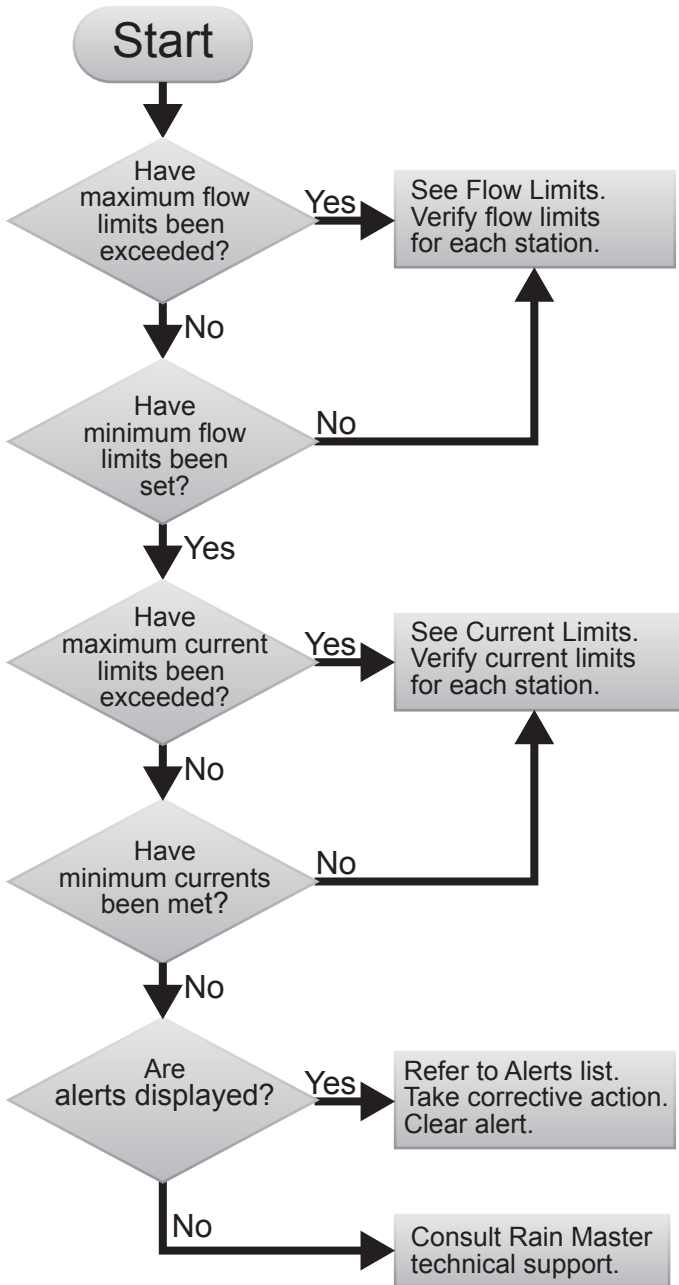 Start
Have
maximum flow
limits been
exceeded?
Yes
See Flow Limits.
Verify flow limits
for each station.
No
Have
minimum flow
limits been
set?
No
Yes
Have
maximum current
limits been
exceeded?
Yes
See Current Limits.
Verify current limits
for each station.
No
Have
minimum currents
been met?
No
No
Are
alerts displayed?
Yes
Refer to Alerts list.
Take corrective action.
Clear alert.
No
Consult Rain Master
technical support.